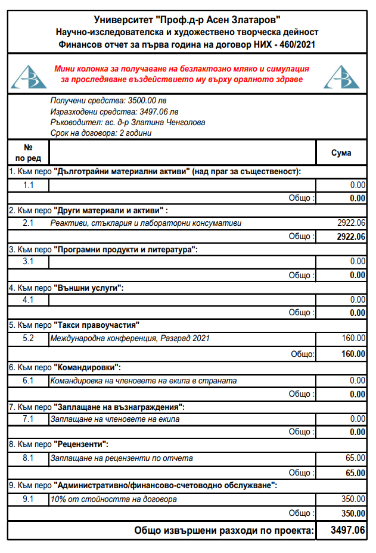 Университет "Проф.д-р Асен Златаров"
Научно-изследователска и художествено творческа дейност
Финансов отчет за първа година на договор НИХ - 460/2021
Мини колонка за получаване на безлактозно мляко и симулация
за проследяване въздействието му върху оралното здраве
Получени средства: 3500.00 лв
Изразходени средства: 3497.06 лв
Ръководител: ас. д-р Златина Ченголова
Срок на договора: 2 години
№
по ред Сума
1. Към перо "Дълготрайни материални активи" (над праг за същественост):
1.1 0.00
Общо : 0.00
2. Към перо "Други материали и активи" :
2.1 Реактиви, стъклария и лабораторни консумативи 2922.06
Общо : 2922.06
3. Към перо "Програмни продукти и литература":
3.1 0.00
Общо : 0.00
4. Към перо "Външни услуги":
4.1 0.00
Общо : 0.00
5. Към перо "Такси правоучастия"
5.2 Международна конференция, Разград 2021 160.00
Общо: 160.00
6. Към перо "Командировки":
6.1 Командировка на членовете на екипа в страната 0.00
Общо : 0.00
7. Към перо "Заплащане на възнаграждения":
7.1 Заплащане на членовете на екипа 0.00
Общо : 0.00
8. Към перо "Рецензенти":
8.1 Заплащане на рецензенти по отчета 65.00
Общо : 65.00
9. Към перо "Административно/финансово-счетоводно обслужване":
9.1 10% от стойността на договора 350.00
Общо : 350.00
Общо извършени разходи по проекта: 3497.06